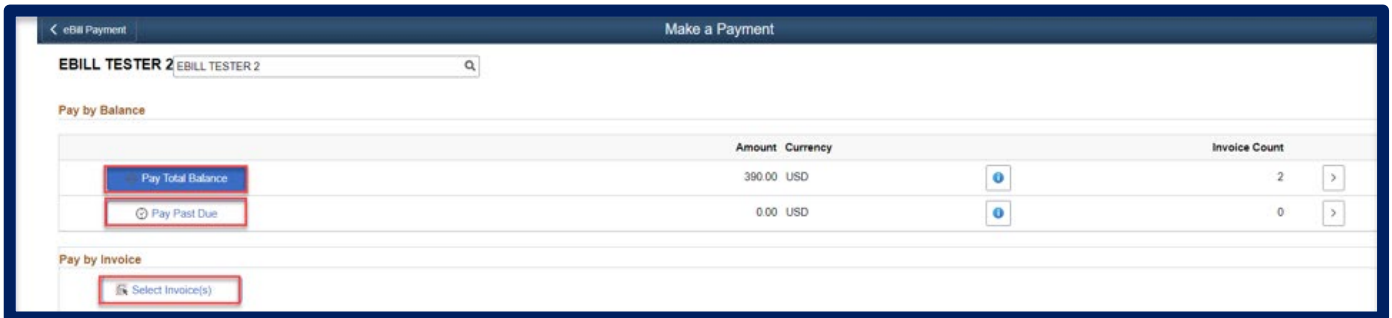 eBill Payment
Make a Payment
EBILL TESTER 2 EBILL TESTER 2
Pay by Balance
Amount Currency Invoice Count
Pay Total Balance 390.00 USD 2
Pay Past Due 0.00 USD 0
Pay by Invoice
Select Invoice(s)